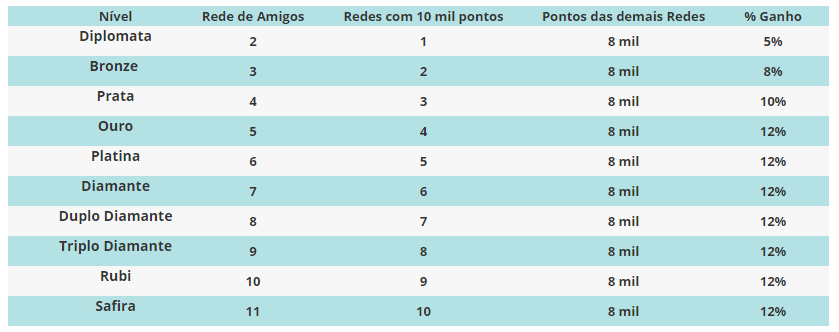 Nível Rede de Amigos Redes com 10 mil pontos Pontos das demais Redes % Ganho
Diplomata 2 1 8 mil 5%
Bronze 3 2 8 mil 8%
Prata 4 3 8 mil 10%
Ouro 5 4 8 mil 12%
Platina 6 5 8 mil 12%
Diamante 7 6 8 mil 12%
Duplo Diamante 8 7 8 mil 12%
Triplo Diamante 9 8 8 mil 12%
Rubi 10 9 8 mil 12%
Safira 11 10 8 mil 12%